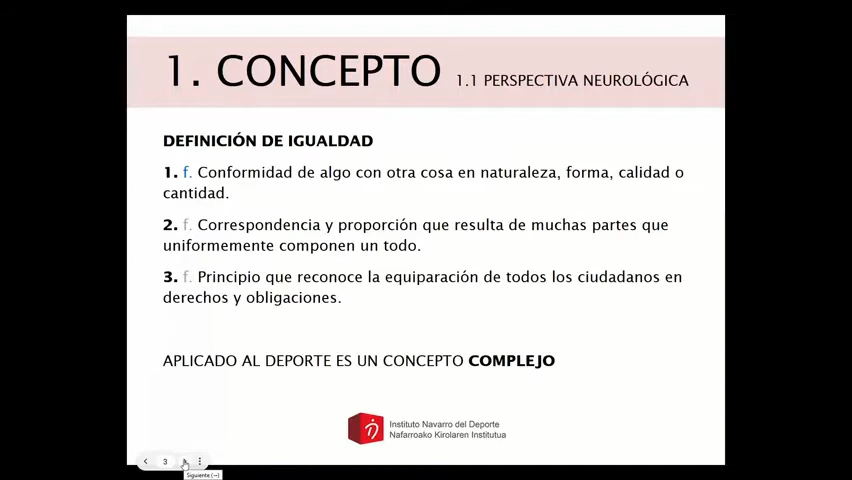 1. CONCEPTO 1.1 PERSPECTIVA NEUROLÓGICA
DEFINICIÓN DE IGUALDAD
1. f. Conformidad de algo con otra cosa en naturaleza, forma, calidad o
cantidad.
2. f. Correspondencia y proporción que resulta de muchas partes que
uniformemente componen un todo.
3. f. Principio que reconoce la equiparación de todos los ciudadanos en
derechos y obligaciones.
APLICADO AL DEPORTE ES UN CONCEPTO COMPLEJO
Instituto Navarro del Deporte
Nafarroako Kirolaren Institutua
3
Siguiente (→)